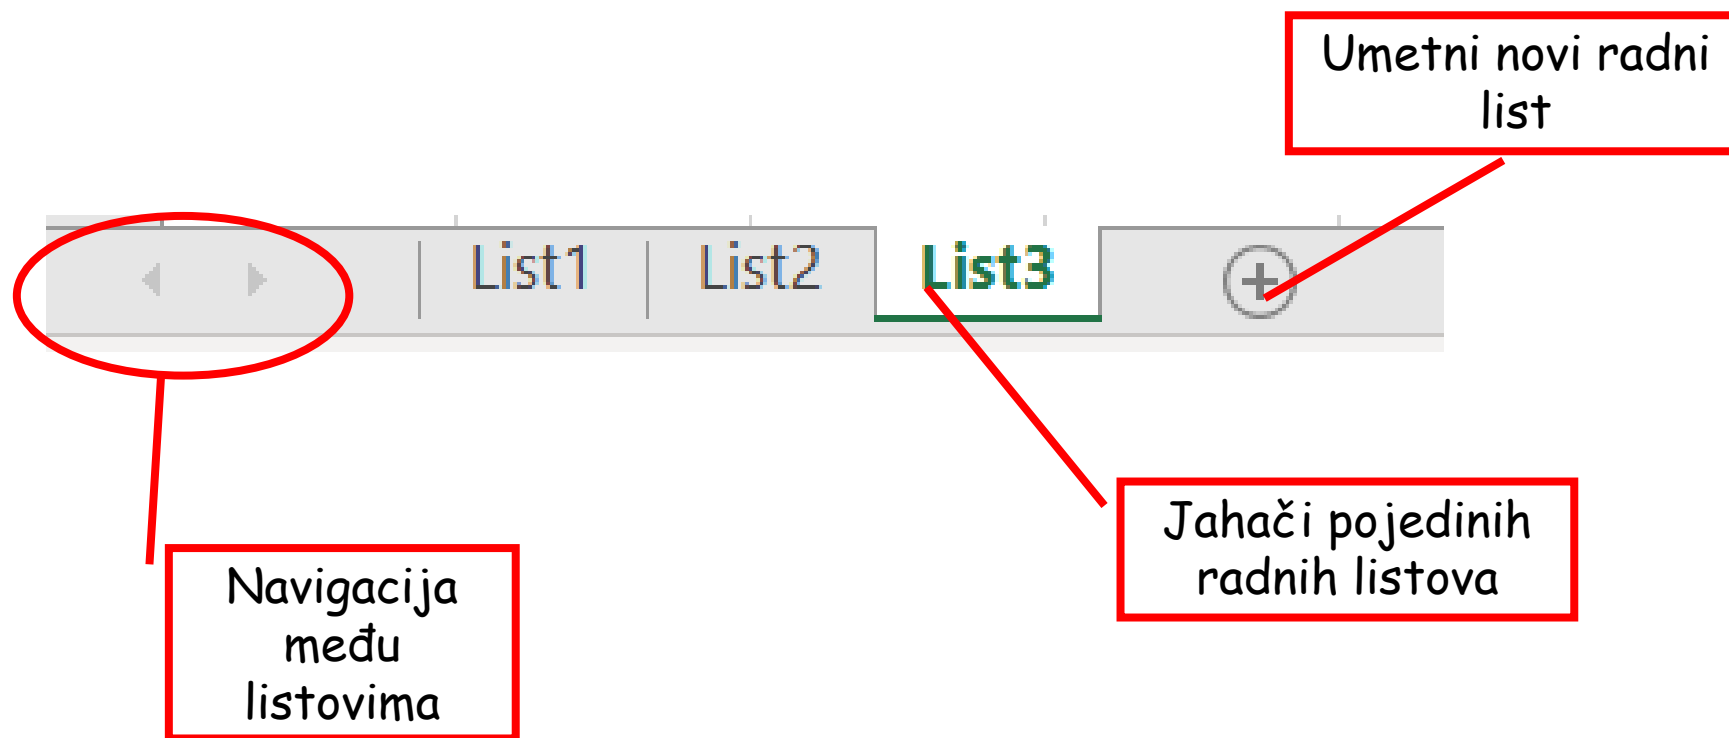 Umetni novi radni
list
List1 List2 List3
Jahači pojedinih
radnih listova
Navigacija
među
listovima